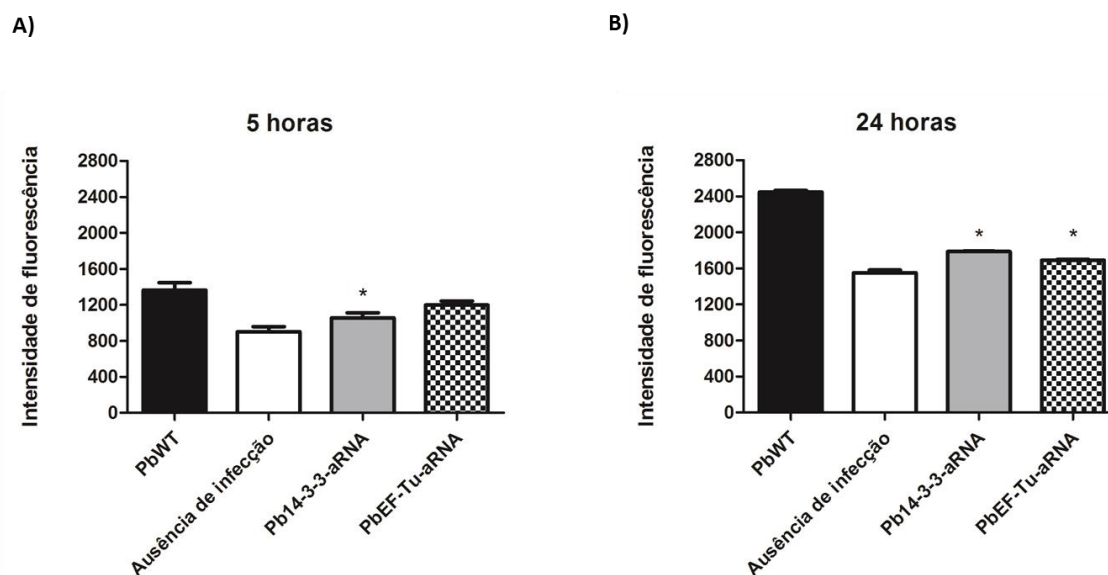 A)
5 horas
Intensidade de fluorescência
2800
2400
2000
1600
1200
800
400
0
*
PbWT
Ausência de infecção
Pb14-3-3-aRNA
PbEF-Tu-aRNA
B)
24 horas
Intensidade de fluorescência
2800
2400
2000
1600
1200
800
400
0
* *
PbWT
Ausência de infecção
Pb14-3-3-aRNA
PbEF-Tu-aRNA